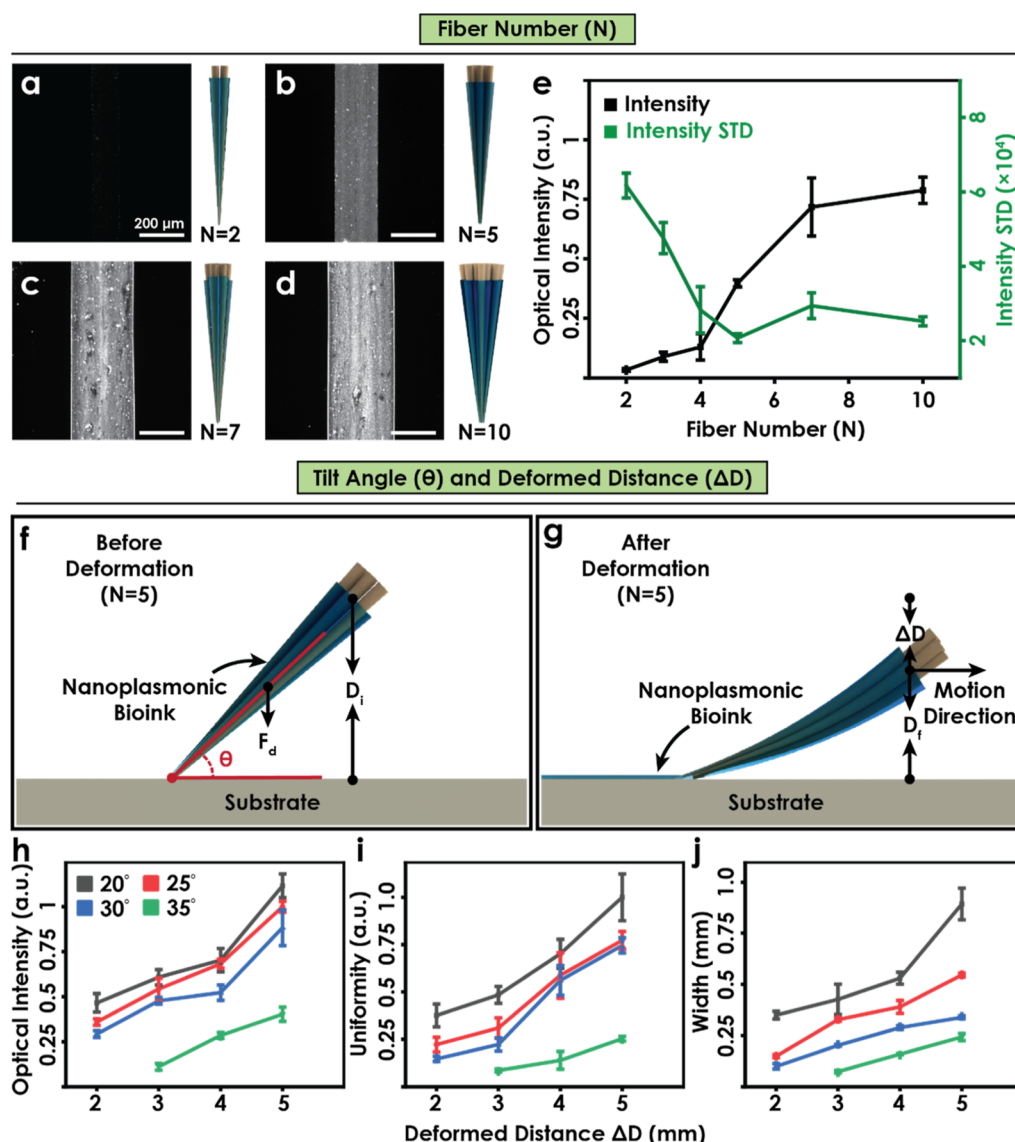 Fiber Number (N)
a
200 µm
N=2
b
N=5
c
N=7
d
N=10
e
Intensity
Intensity STD
Optical Intensity (a.u.)
1
0.75
0.5
0.25
Intensity STD (×10⁴)
8
6
4
2
2 4 6 8 10
Fiber Number (N)
Tilt Angle (θ) and Deformed Distance (ΔD)
f
Before
Deformation
(N=5)
Nanoplasmonic
Bioink
D_i
F_d
θ
Substrate
g
After
Deformation
(N=5)
ΔD
Nanoplasmonic
Bioink
Motion
Direction
D_f
Substrate
h
20° 25°
30° 35°
Optical Intensity (a.u.)
1
0.75
0.5
0.25
2 3 4 5
i
Uniformity (a.u.)
1.0
0.75
0.5
0.25
2 3 4 5
j
Width (mm)
1.0
0.75
0.5
0.25
2 3 4 5
Deformed Distance ΔD (mm)